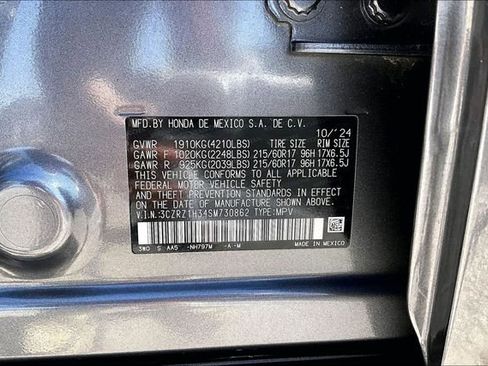 MFD.BY HONDA DE MEXICO S.A. DE C.V.
10/'24
GVWR 1910KG(4210LBS) TIRE SIZE RIM SIZE
GAWR F 1020KG(2248LBS) 215/60R17 96H 17X6.5J
GAWR R 925KG(2039LBS) 215/60R17 96H 17X6.5J
THIS VEHICLE CONFORMS TO ALL APPLICABLE
FEDERAL MOTOR VEHICLE SAFETY
AND THEFT PREVENTION STANDARDS IN EFFECT
ON THE DATE OF MANUFACTURE SHOWN ABOVE.
V.I.N.:3CZRZ1H34SM730862 TYPE:MPV
3W0 S AA5 -NH797M -A-M MADE IN MEXICO